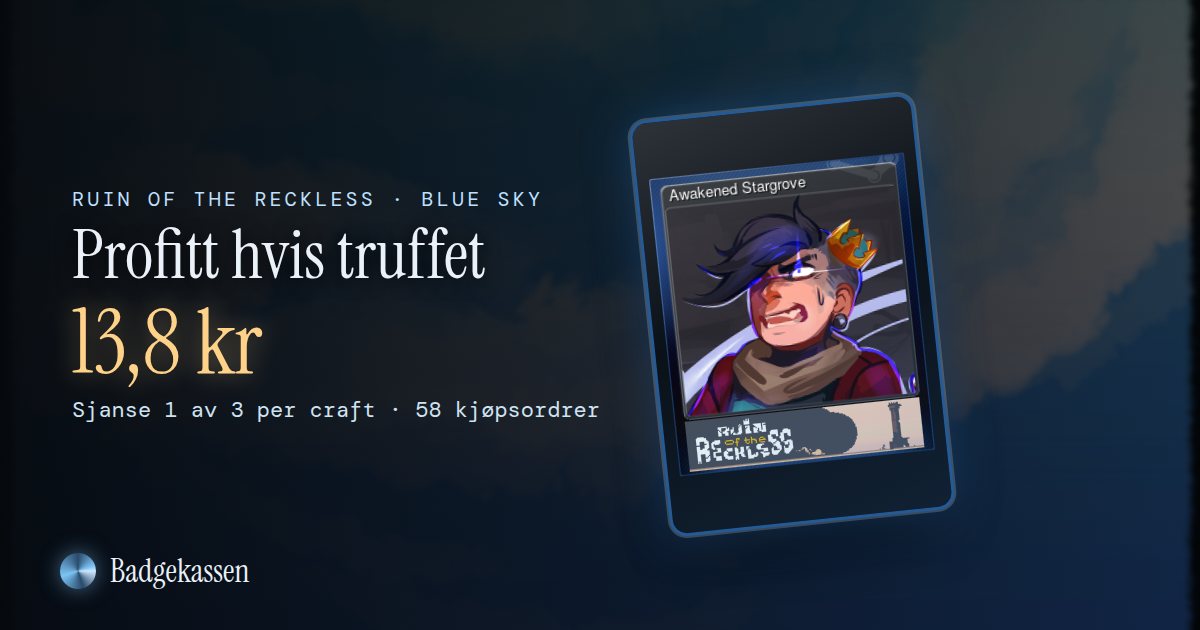 RUIN OF THE RECKLESS · BLUE SKY
Profitt hvis truffet
13,8 kr
Sjanse 1 av 3 per craft · 58 kjøpsordrer
Awakened Stargrove
RUIN
of the
RECKLESS
Badgekassen